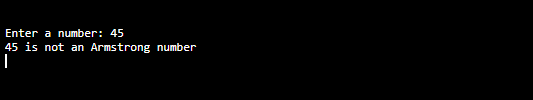 Enter a number: 45
45 is not an Armstrong number